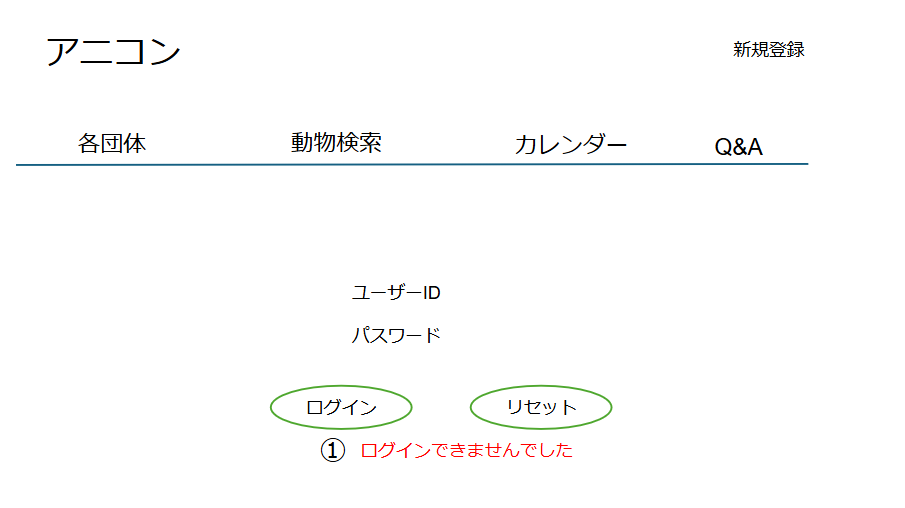 アニコン
新規登録
各団体 動物検索 カレンダー Q&A
ユーザーID
パスワード
ログイン リセット
① ログインできませんでした